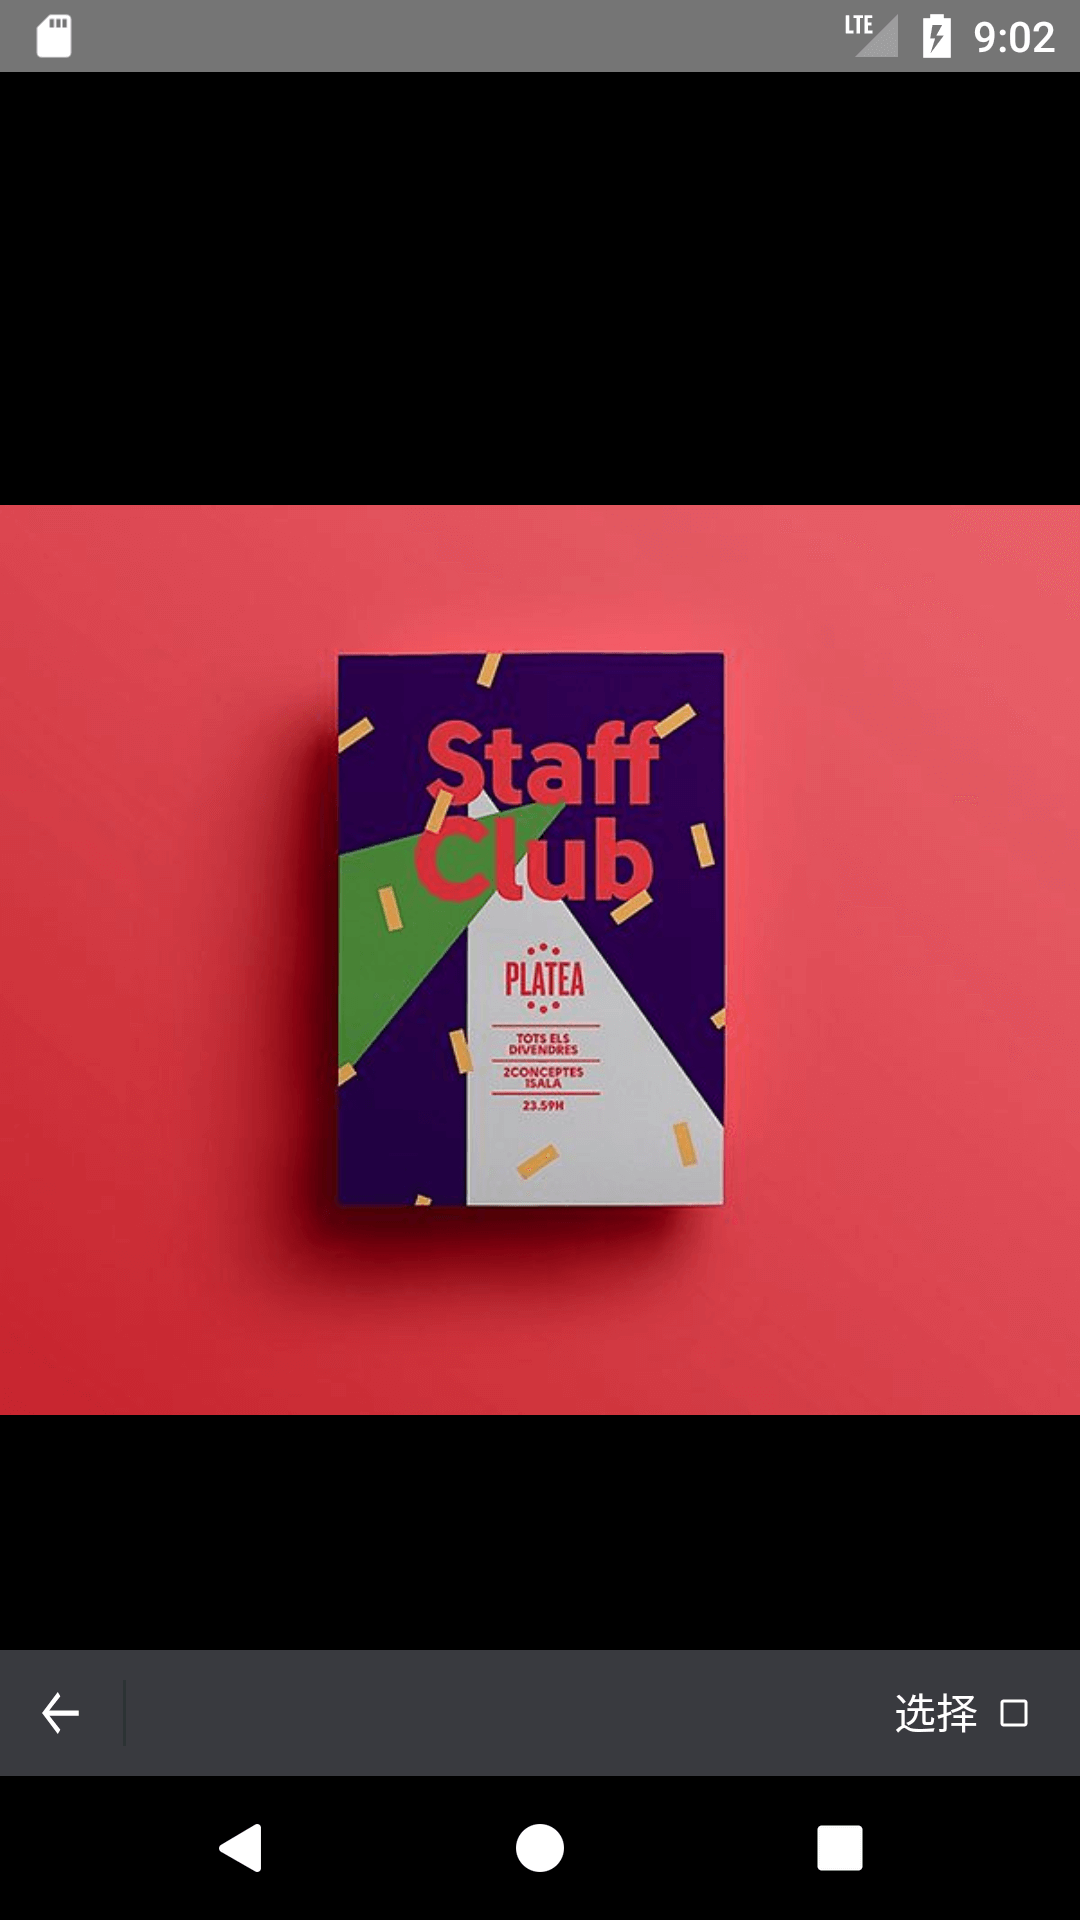 LTE 9:02
Staff
Club
PLATEA
TOTS ELS
DIVENDRES
2CONCEPTES
1SALA
23.59H
选择